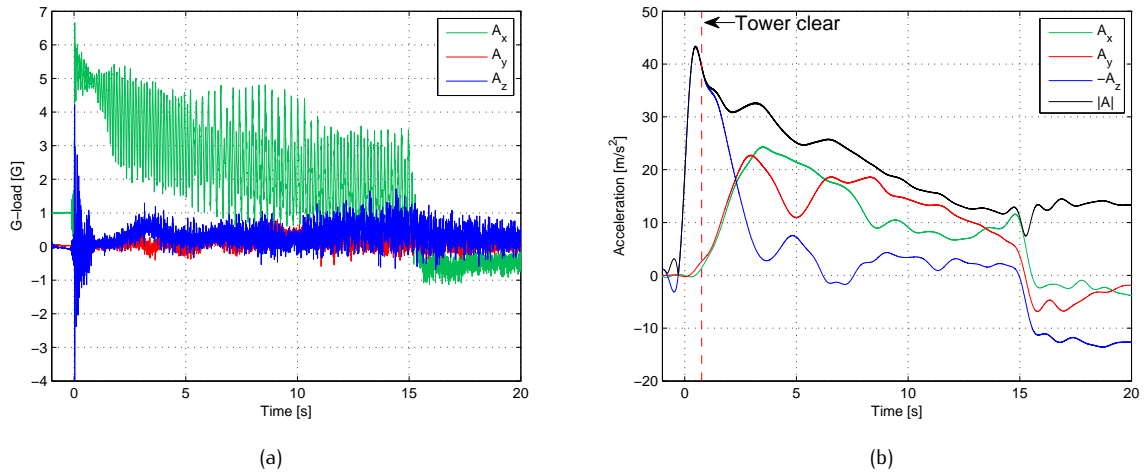 7
6
5
4
3
2
1
0
−1
−2
−3
−4
G−load [G]
0
5
10
15
20
Time [s]
A_x
A_y
A_z
(a)
50
40
30
20
10
0
−10
−20
Acceleration [m/s²]
0
5
10
15
20
Time [s]
Tower clear
A_x
A_y
−A_z
|A|
(b)